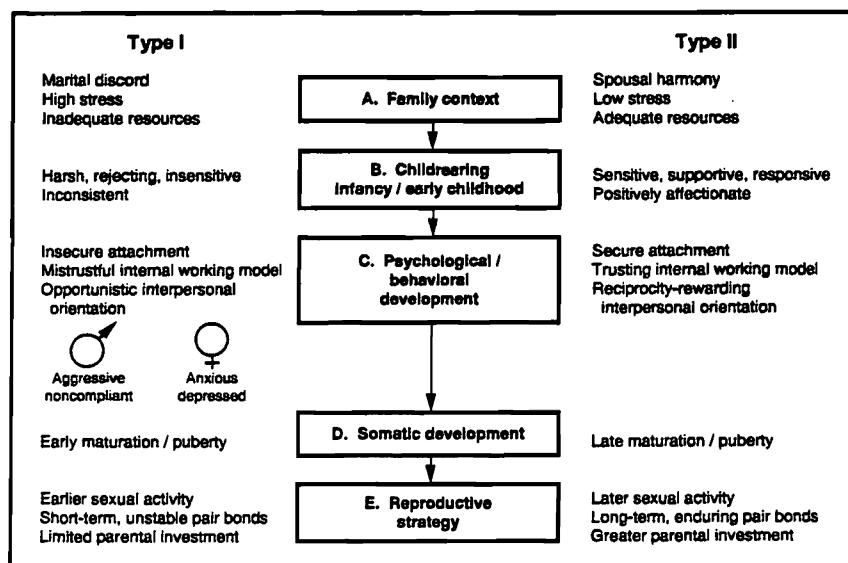 Type I
Type II
Marital discord
High stress
Inadequate resources
A. Family context
Spousal harmony
Low stress
Adequate resources
Harsh, rejecting, insensitive
Inconsistent
B. Childrearing
infancy / early childhood
Sensitive, supportive, responsive
Positively affectionate
Insecure attachment
Mistrustful internal working model
Opportunistic interpersonal
orientation
C. Psychological /
behavioral
development
Secure attachment
Trusting internal working model
Reciprocity-rewarding
interpersonal orientation
Aggressive
noncompliant
Anxious
depressed
Early maturation / puberty
D. Somatic development
Late maturation / puberty
Earlier sexual activity
Short-term, unstable pair bonds
Limited parental investment
E. Reproductive
strategy
Later sexual activity
Long-term, enduring pair bonds
Greater parental investment